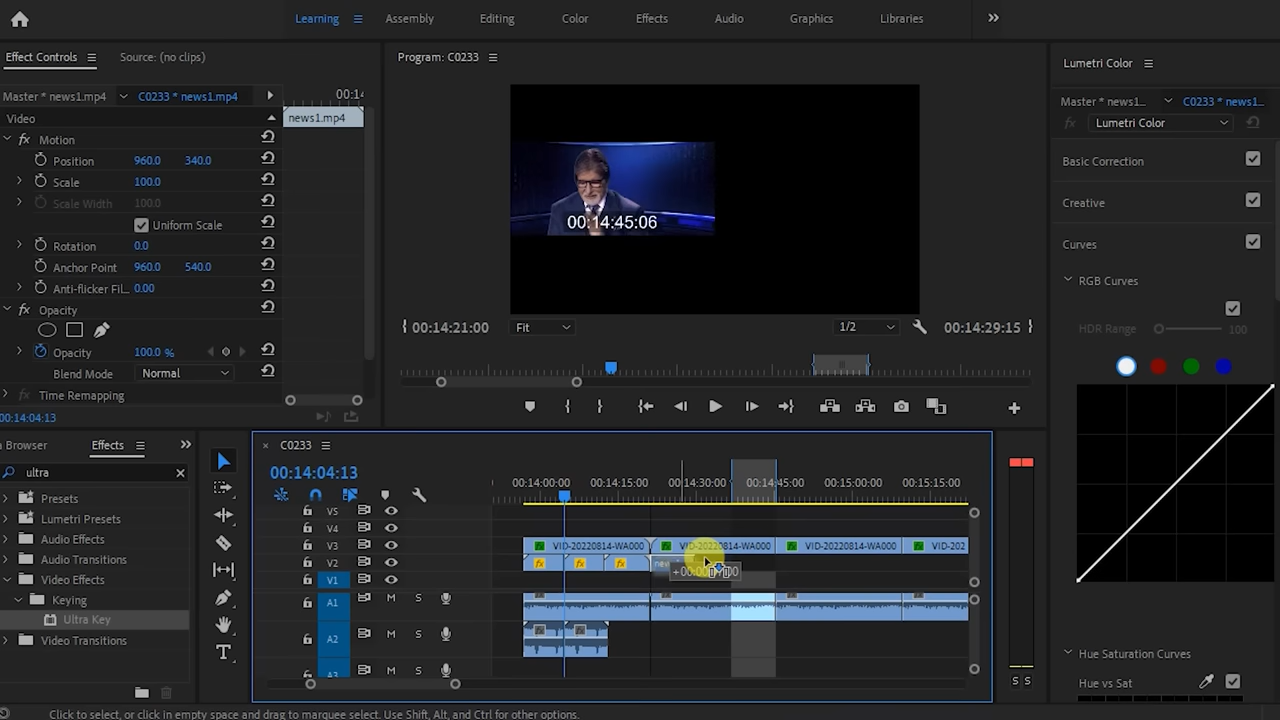 Learning Assembly Editing Color Effects Audio Graphics Libraries
Effect Controls Source: (no clips)
Program: C0233
Lumetri Color
Master * news1.mp4 C0233 * news1.mp4 00:14
Master * news1... C0233 * news1...
fx Lumetri Color
Video
news1.mp4
fx Motion
Position 960.0 340.0
Scale 100.0
Scale Width 100.0
Uniform Scale
Rotation 0.0
Anchor Point 960.0 540.0
Anti-flicker Fil... 0.00
fx Opacity
Opacity 100.0 %
Blend Mode Normal
fx Time Remapping
00:14:04:13
00:14:45:06
00:14:21:00 Fit 1/2 00:14:29:15
Basic Correction
Creative
Curves
RGB Curves
HDR Range 100
a Browser Effects
ultra
Presets
Lumetri Presets
Audio Effects
Audio Transitions
Video Effects
Keying
Ultra Key
Video Transitions
C0233
00:14:04:13
00:14:00:00 00:14:15:00 00:14:30:00 00:14:45:00 00:15:00:00 00:15:15:00
V5
V4
V3 VID-20220814-WA000 VID-20220814-WA000 VID-20220814-WA000 VID-202
V2 fx fx fx
V1
A1 M S
A2 M S
A3 M S
S S
Hue Saturation Curves
Hue vs Sat
Click to select, or click in empty space and drag to marquee select. Use Shift, Alt, and Ctrl for other options.